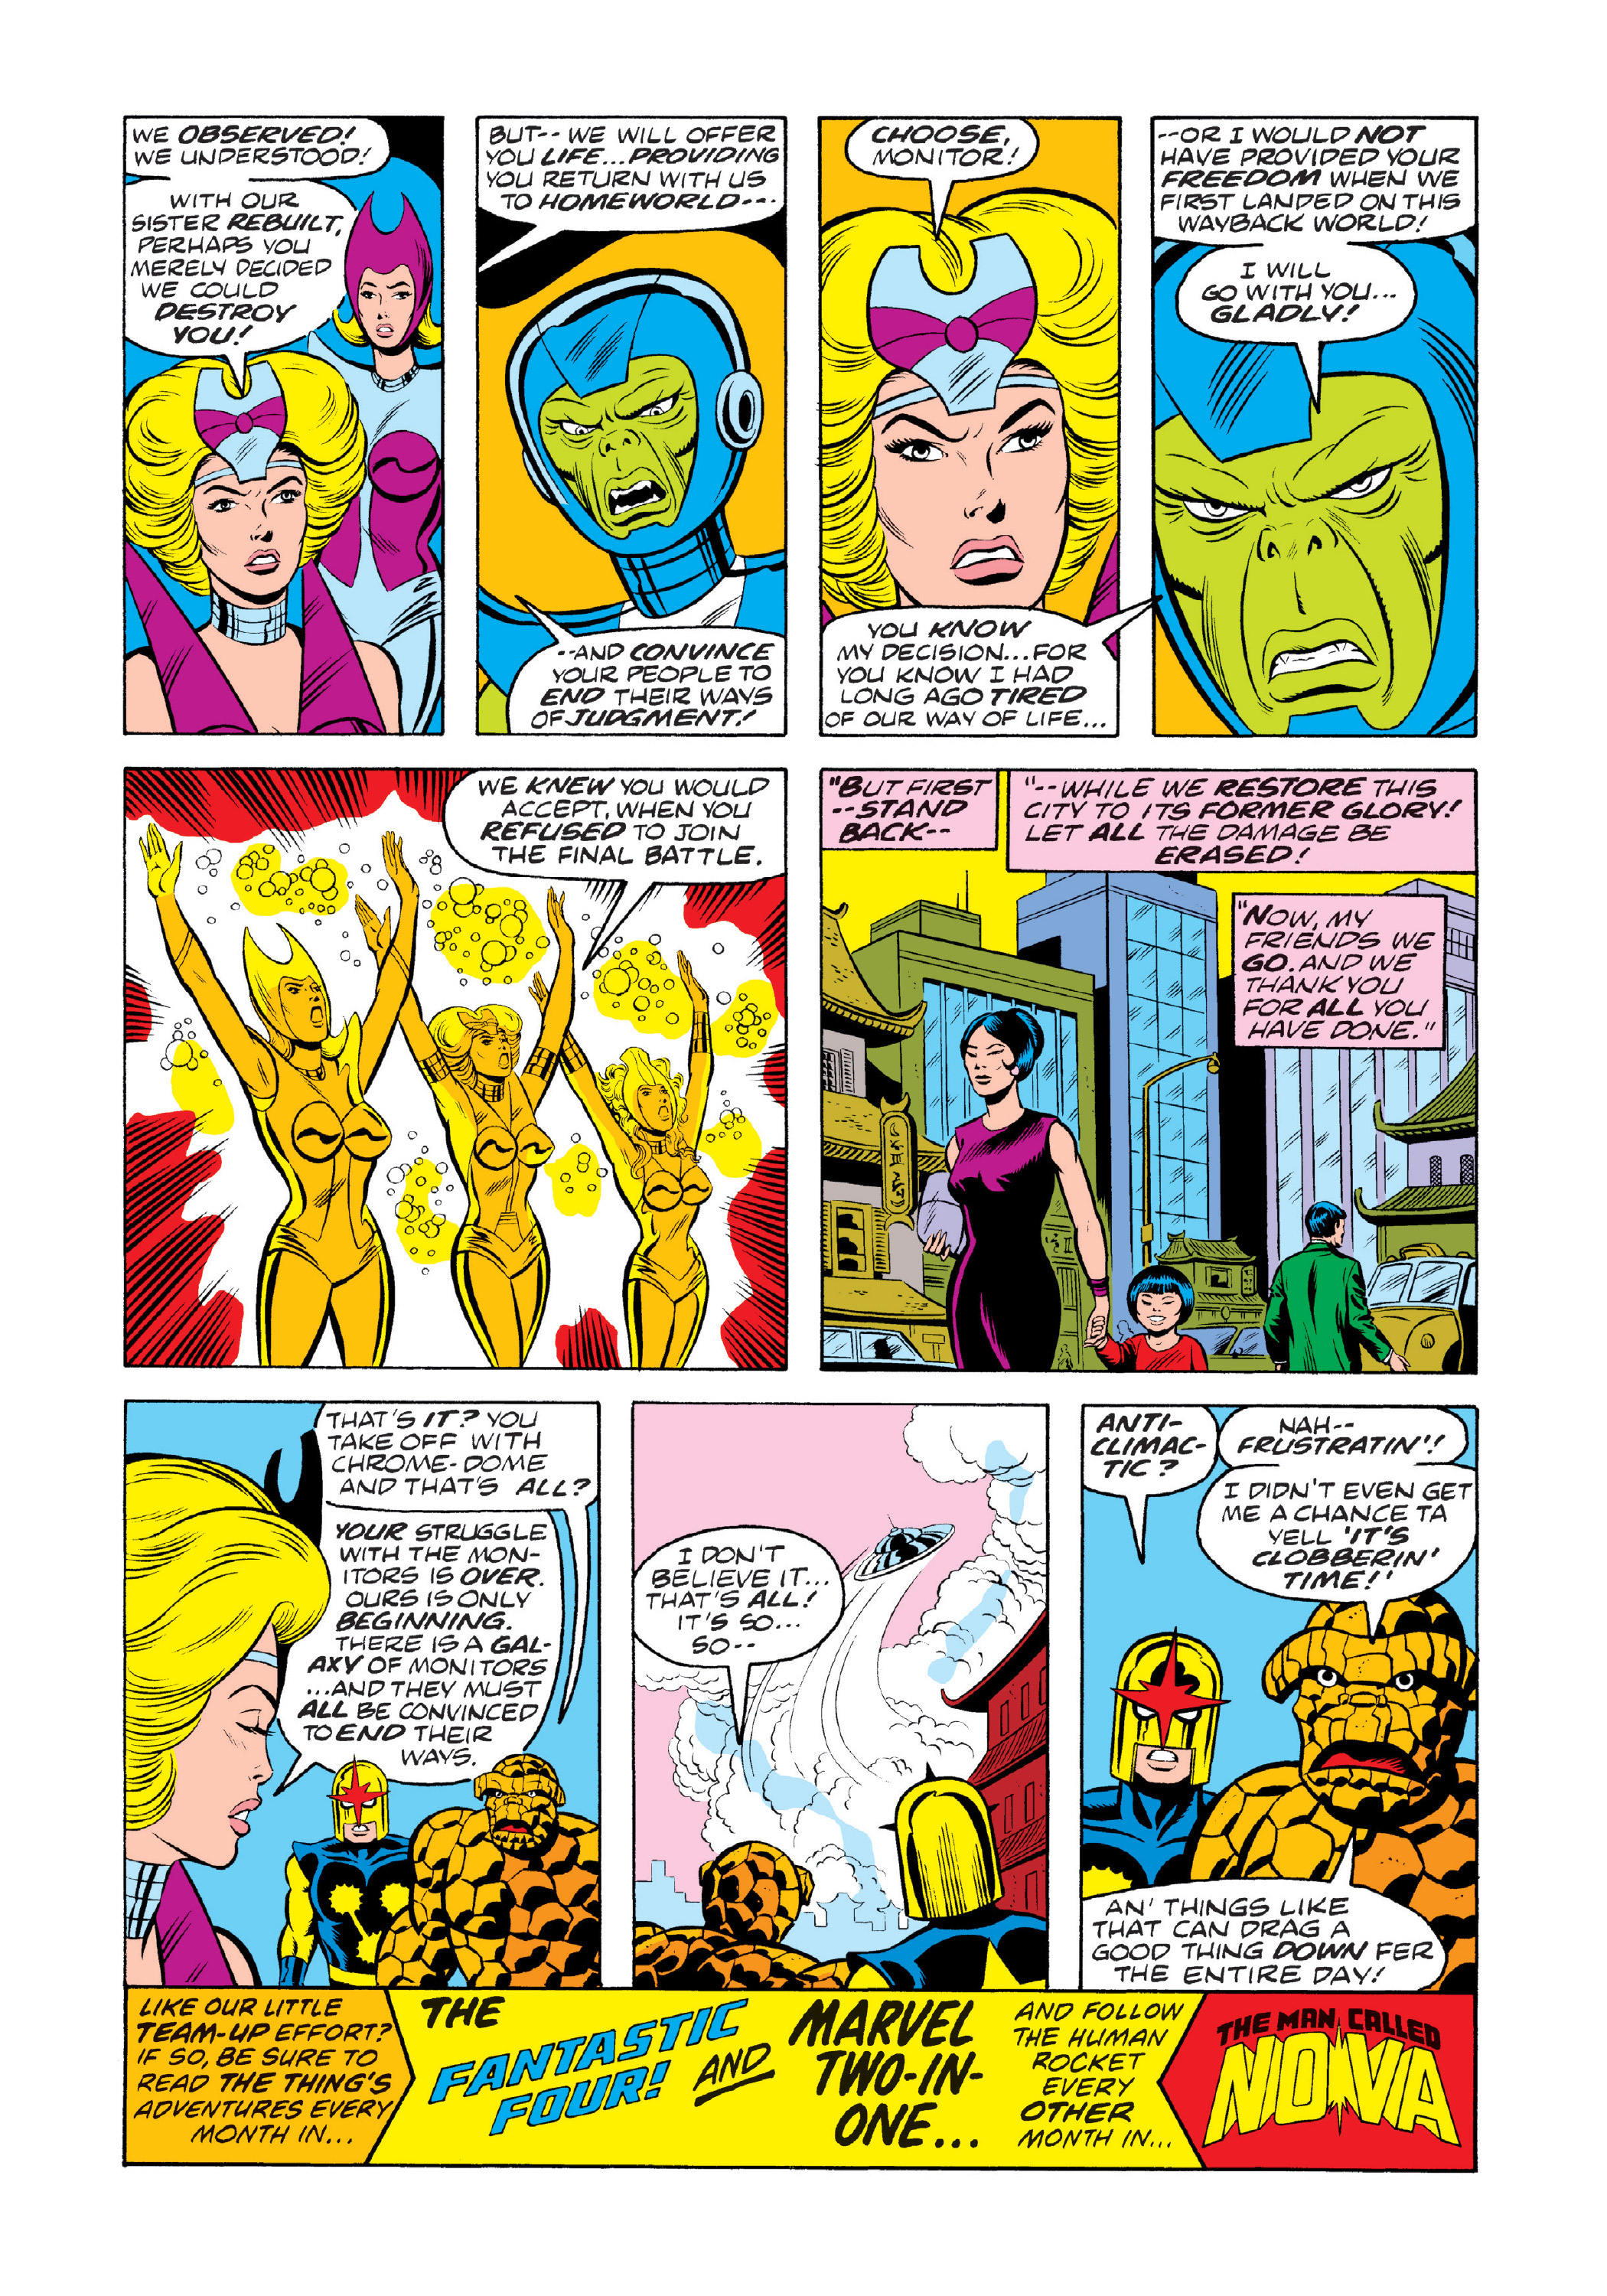 WE OBSERVED!
WE UNDERSTOOD!
WITH OUR
SISTER REBUILT,
PERHAPS YOU
MERELY DECIDED
WE COULD
DESTROY
YOU!
BUT-- WE WILL OFFER
YOU LIFE...PROVIDING
YOU RETURN WITH US
TO HOMEWORLD---
--AND CONVINCE
YOUR PEOPLE TO
END THEIR WAYS
OF JUDGMENT!
CHOOSE,
MONITOR!
YOU KNOW
MY DECISION...FOR
YOU KNOW I HAD
LONG AGO TIRED
OF OUR WAY OF LIFE...
--OR I WOULD NOT
HAVE PROVIDED YOUR
FREEDOM WHEN WE
FIRST LANDED ON THIS
WAYBACK WORLD!
I WILL
GO WITH YOU...
GLADLY!
WE KNEW YOU WOULD
ACCEPT, WHEN YOU
REFUSED TO JOIN
THE FINAL BATTLE.
"BUT FIRST
--STAND
BACK--
"--WHILE WE RESTORE THIS
CITY TO ITS FORMER GLORY!
LET ALL THE DAMAGE BE
ERASED!
"NOW, MY
FRIENDS WE
GO. AND WE
THANK YOU
FOR ALL YOU
HAVE DONE."
THAT'S IT? YOU
TAKE OFF WITH
CHROME-DOME
AND THAT'S ALL?
YOUR STRUGGLE
WITH THE MON-
ITORS IS OVER.
OURS IS ONLY
BEGINNING.
THERE IS A GAL-
AXY OF MONITORS
...AND THEY MUST
ALL BE CONVINCED
TO END THEIR
WAYS.
I DON'T
BELIEVE IT...
THAT'S ALL!
IT'S SO...
SO--
ANTI-
CLIMAC-
TIC?
NAH--
FRUSTRATIN'!
I DIDN'T EVEN GET
ME A CHANCE TA
YELL 'IT'S
CLOBBERIN'
TIME!'
AN' THINGS LIKE
THAT CAN DRAG A
GOOD THING DOWN FER
THE ENTIRE DAY!
LIKE OUR LITTLE
TEAM-UP EFFORT?
IF SO, BE SURE TO
READ THE THING'S
ADVENTURES EVERY
MONTH IN...
THE
FANTASTIC
FOUR!
AND
MARVEL
TWO-IN-
ONE...
AND FOLLOW
THE HUMAN
ROCKET
EVERY
OTHER
MONTH IN...
THE MAN CALLED
NOVA